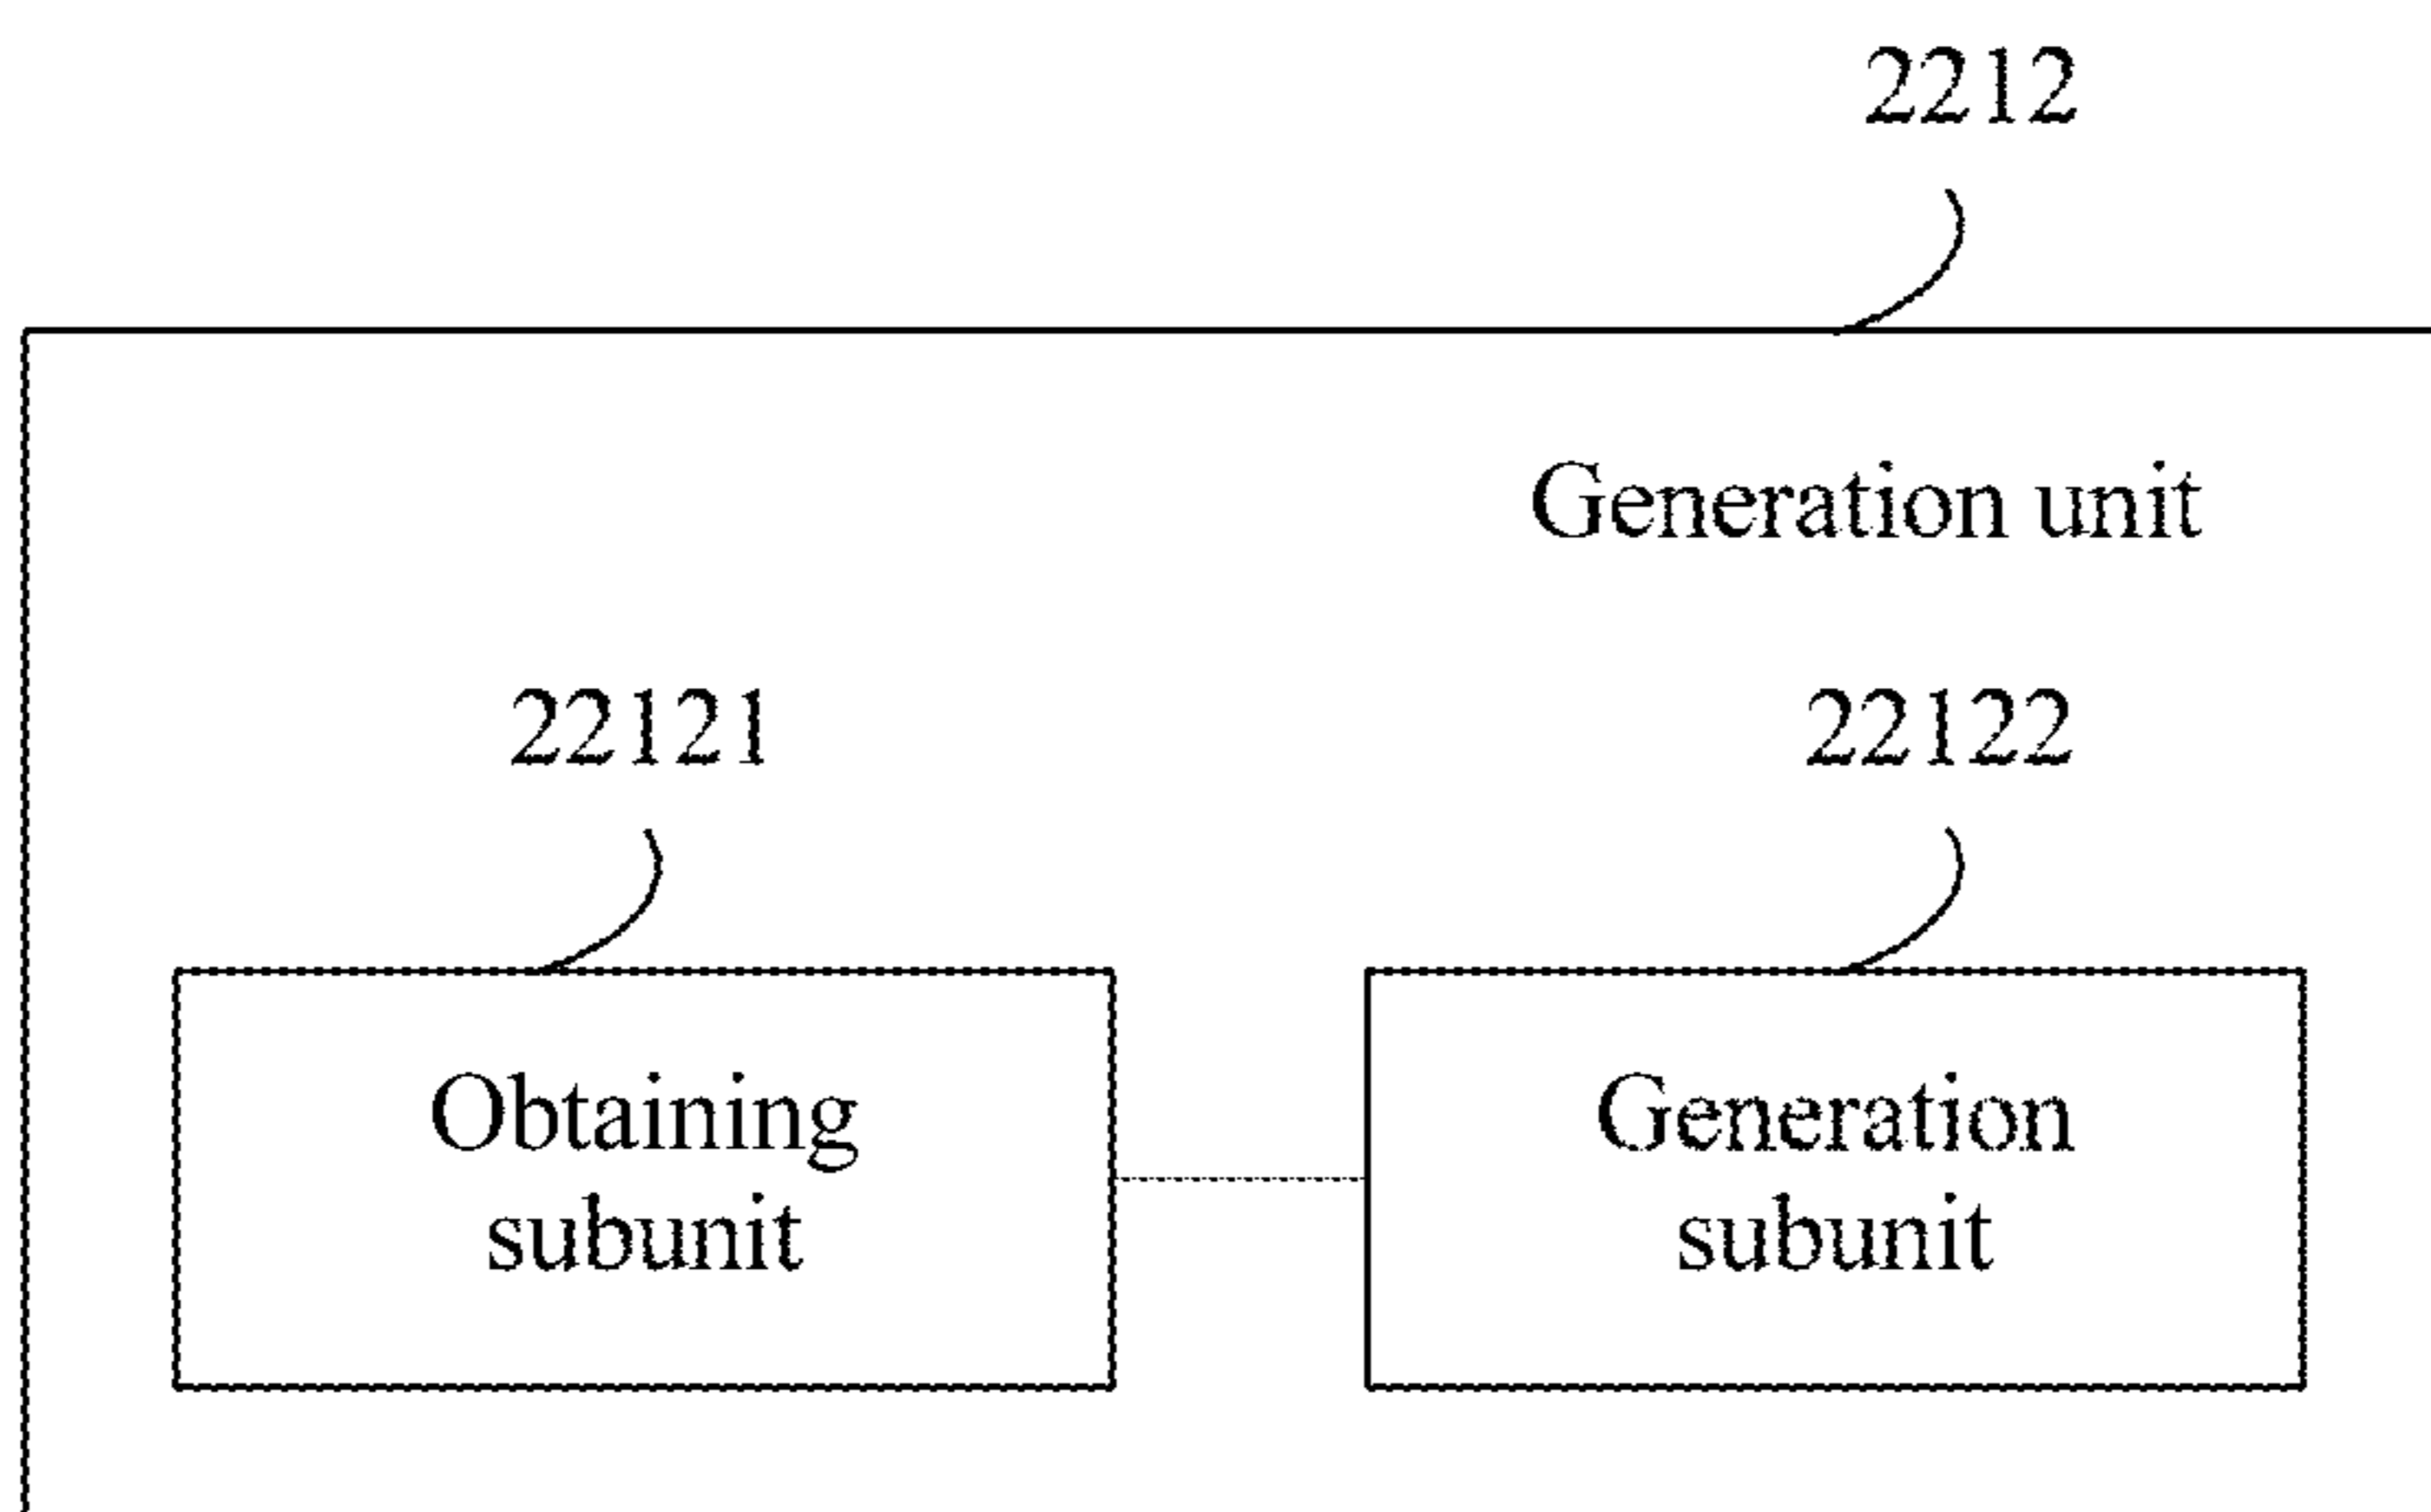 2212
Generation unit
22121
22122
Obtaining
subunit
Generation
subunit